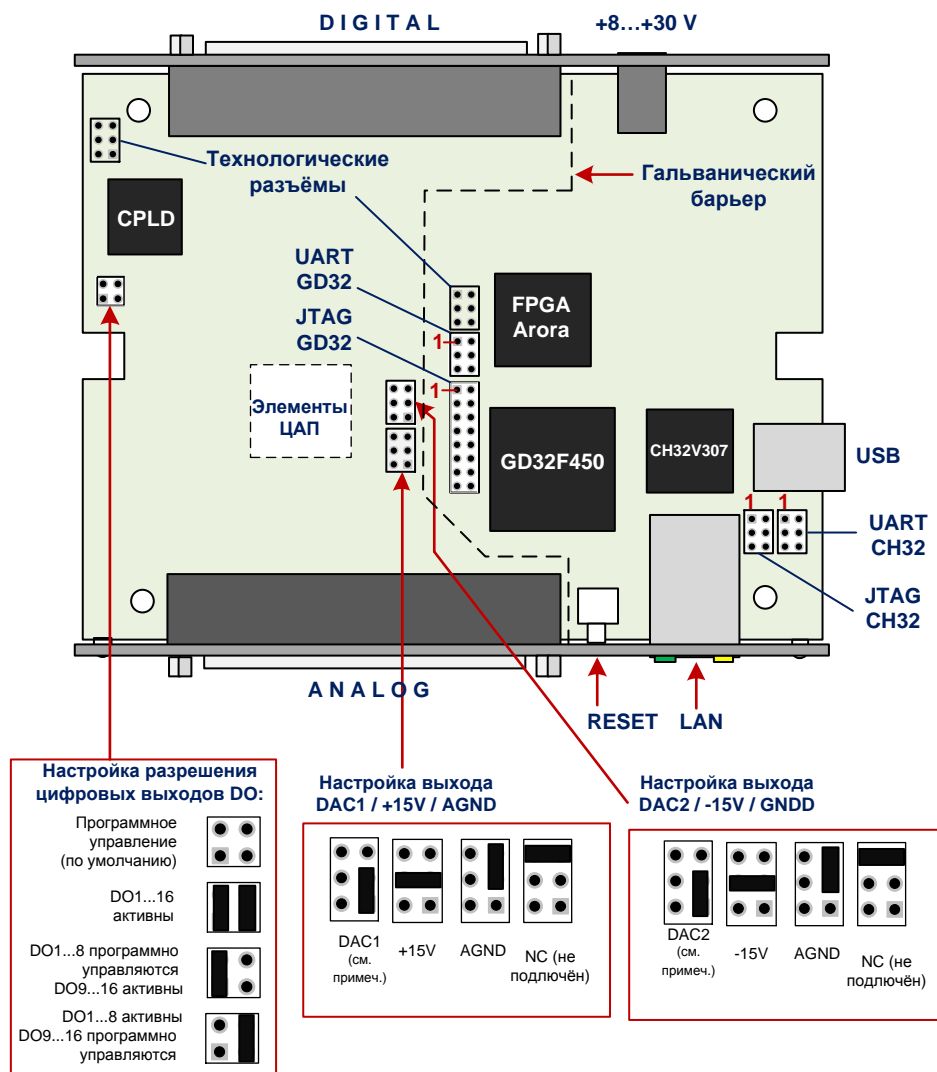 D I G I T A L
+8...+30 V
Технологические
разъёмы
Гальванический
барьер
CPLD
UART
GD32
FPGA
Arora
JTAG
GD32
1
1
Элементы
ЦАП
GD32F450
CH32V307
USB
1 1
UART
CH32
JTAG
CH32
A N A L O G
RESET
LAN
Настройка разрешения
цифровых выходов DO:
Программное
управление
(по умолчанию)
DO1...16
активны
DO1...8 программно
управляются
DO9...16 активны
DO1...8 активны
DO9...16 программно
управляются
Настройка выхода
DAC1 / +15V / AGND
DAC1
(см.
примеч.)
+15V
AGND
NC (не
подлючён)
Настройка выхода
DAC2 / -15V / GNDD
DAC2
(см.
примеч.)
-15V
AGND
NC (не
подлючён)